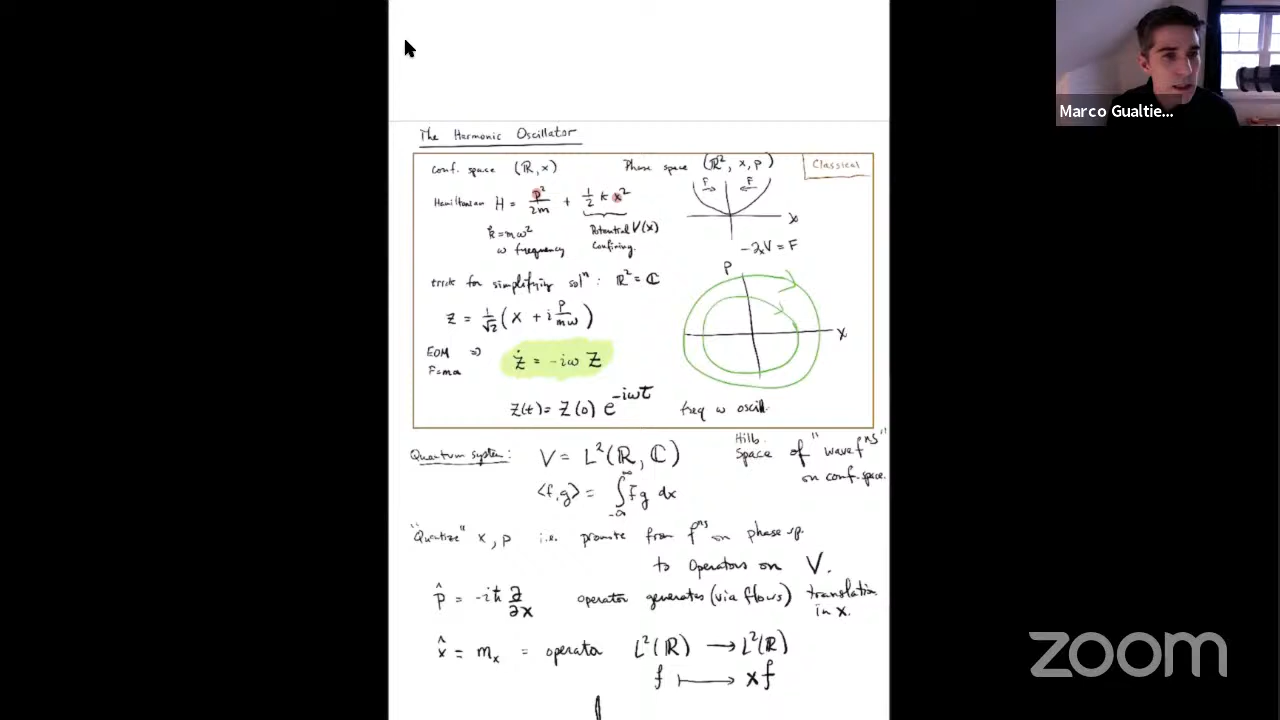 The Harmonic Oscillator
Conf. space (ℝ, x) Phase space (ℝ², x, p) Classical
F F
Hamiltonian H = p²/2m + 1/2 k x²
x
k = mω² Potential V(x)
ω frequency Confining.
-∂ₓV = F
p
trick for simplifying solⁿ: ℝ² = ℂ
z = 1/√2 (x + i p/mω)
x
EOM ⇒ ż = -iω z
F=ma
z(t) = z(0) e^{-iωt} freq ω oscill.
Quantum system: V = L²(ℝ, ℂ) Hilb. Space of "wavefⁿˢ" on conf. space.
⟨f,g⟩ = ∫_{-∞}^{∞} f̄g dx
"Quantize" x, p i.e. promote from fⁿˢ on phase sp.
to Operators on V.
p̂ = -iħ ∂/∂x operator generates (via flows) translation in x.
x̂ = mₓ = operator L²(ℝ) → L²(ℝ)
f ↦ xf
Marco Gualtie...
zoom